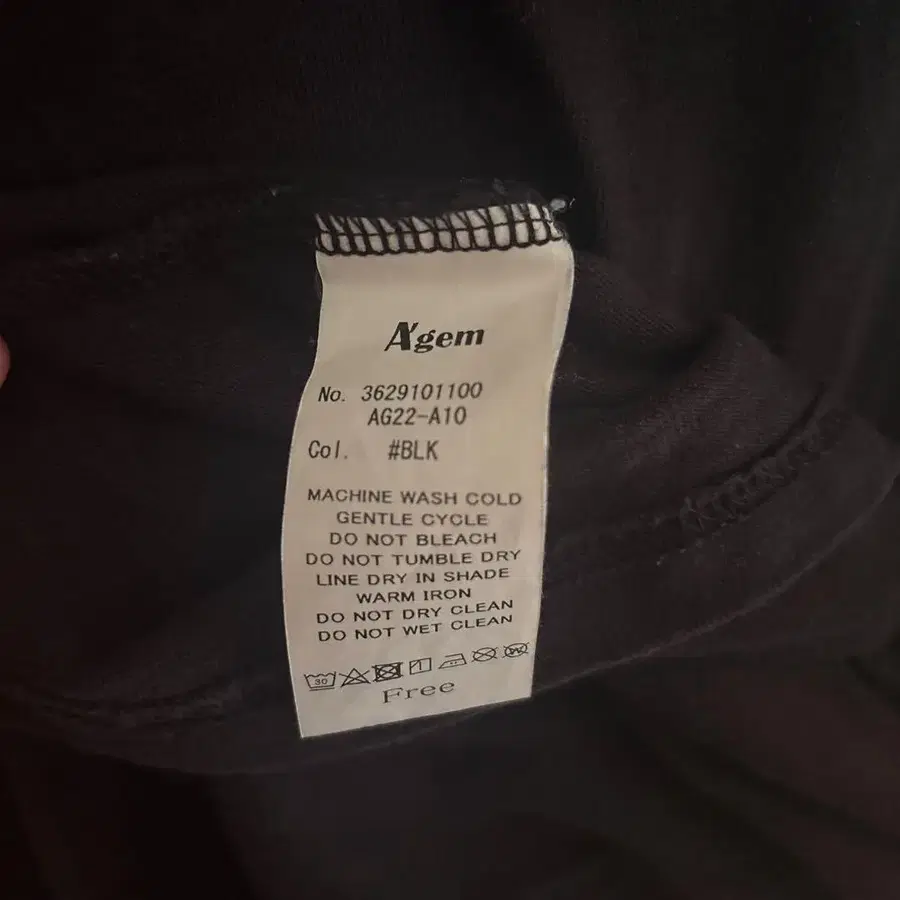 A'gem
No. 3629101100
AG22-A10
Col. #BLK
MACHINE WASH COLD
GENTLE CYCLE
DO NOT BLEACH
DO NOT TUMBLE DRY
LINE DRY IN SHADE
WARM IRON
DO NOT DRY CLEAN
DO NOT WET CLEAN
30 W
Free